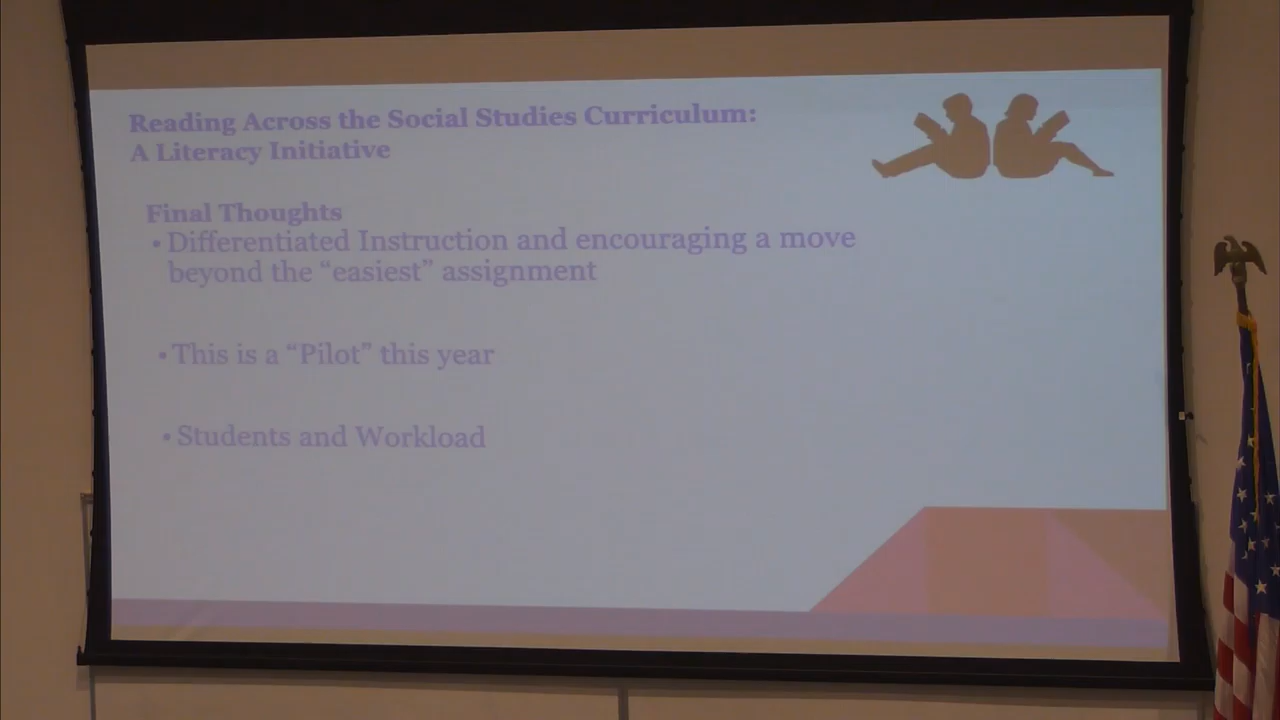 Reading Across the Social Studies Curriculum:
A Literacy Initiative
Final Thoughts
• Differentiated Instruction and encouraging a move
beyond the “easiest” assignment
• This is a “Pilot” this year
• Students and Workload